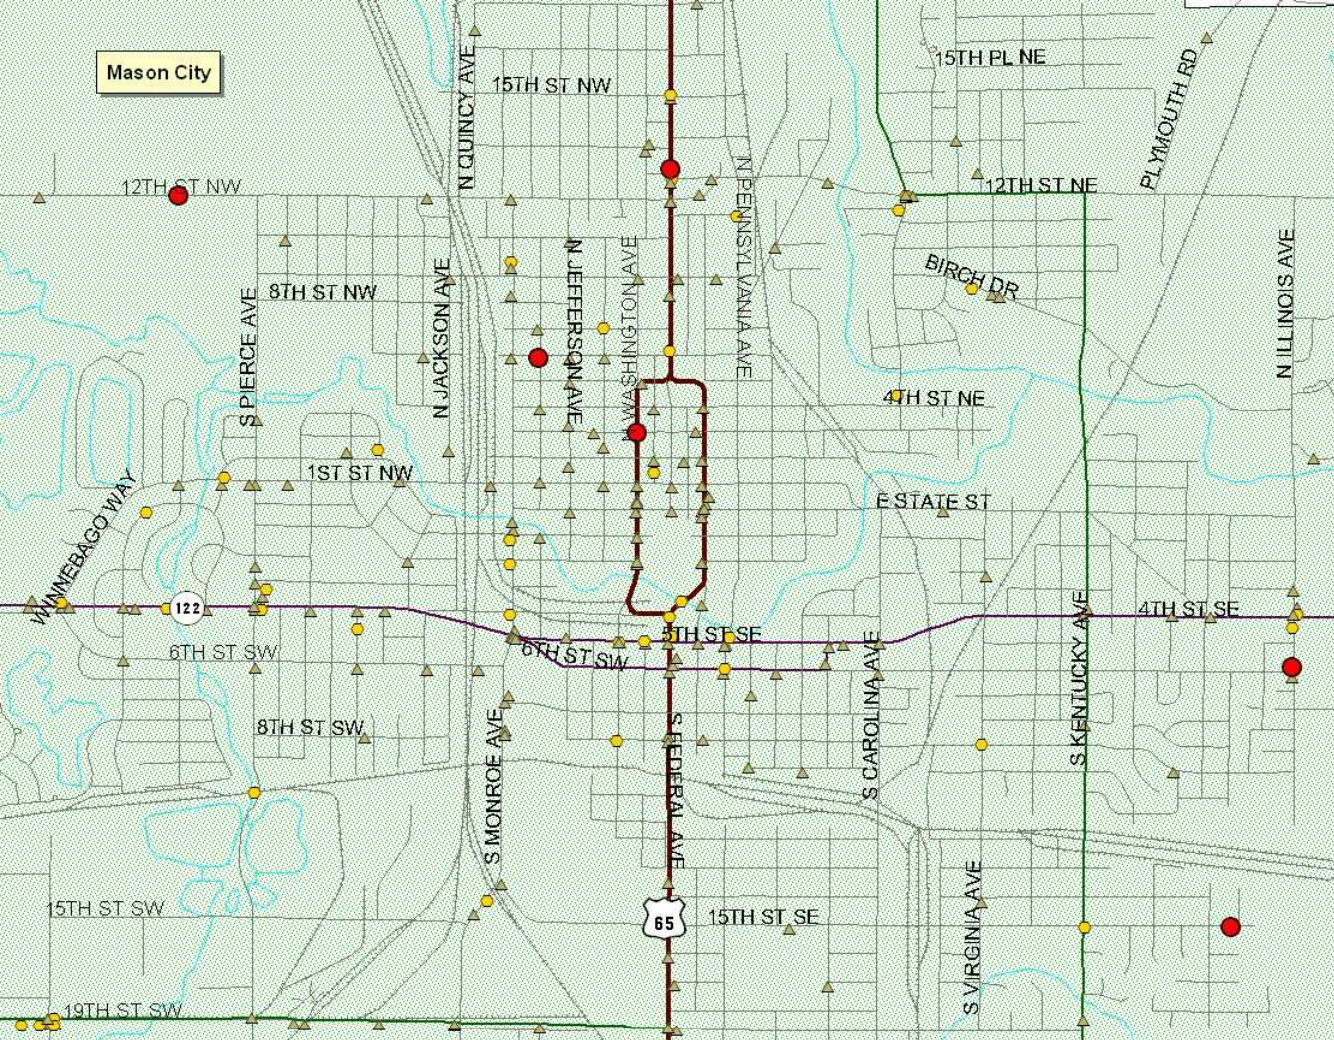 15TH PL NE
Mason City
15TH ST NW
N QUINCY AVE
PLYMOUTH RD
12TH ST NW
12TH ST NE
N PENNSYLVANIA AVE
BIRCH DR
8TH ST NW
N JACKSON AVE
N JEFFERSON AVE
N WASHINGTON AVE
N ILLINOIS AVE
S PIERCE AVE
4TH ST NE
1ST ST NW
E STATE ST
WINNEBAGO WAY
122
4TH ST SE
5TH ST SE
6TH ST SW
6TH ST SW
S KENTUCKY AVE
S CAROLINA AVE
8TH ST SW
S MONROE AVE
S FEDERAL AVE
15TH ST SW
65
15TH ST SE
S VIRGINIA AVE
19TH ST SW